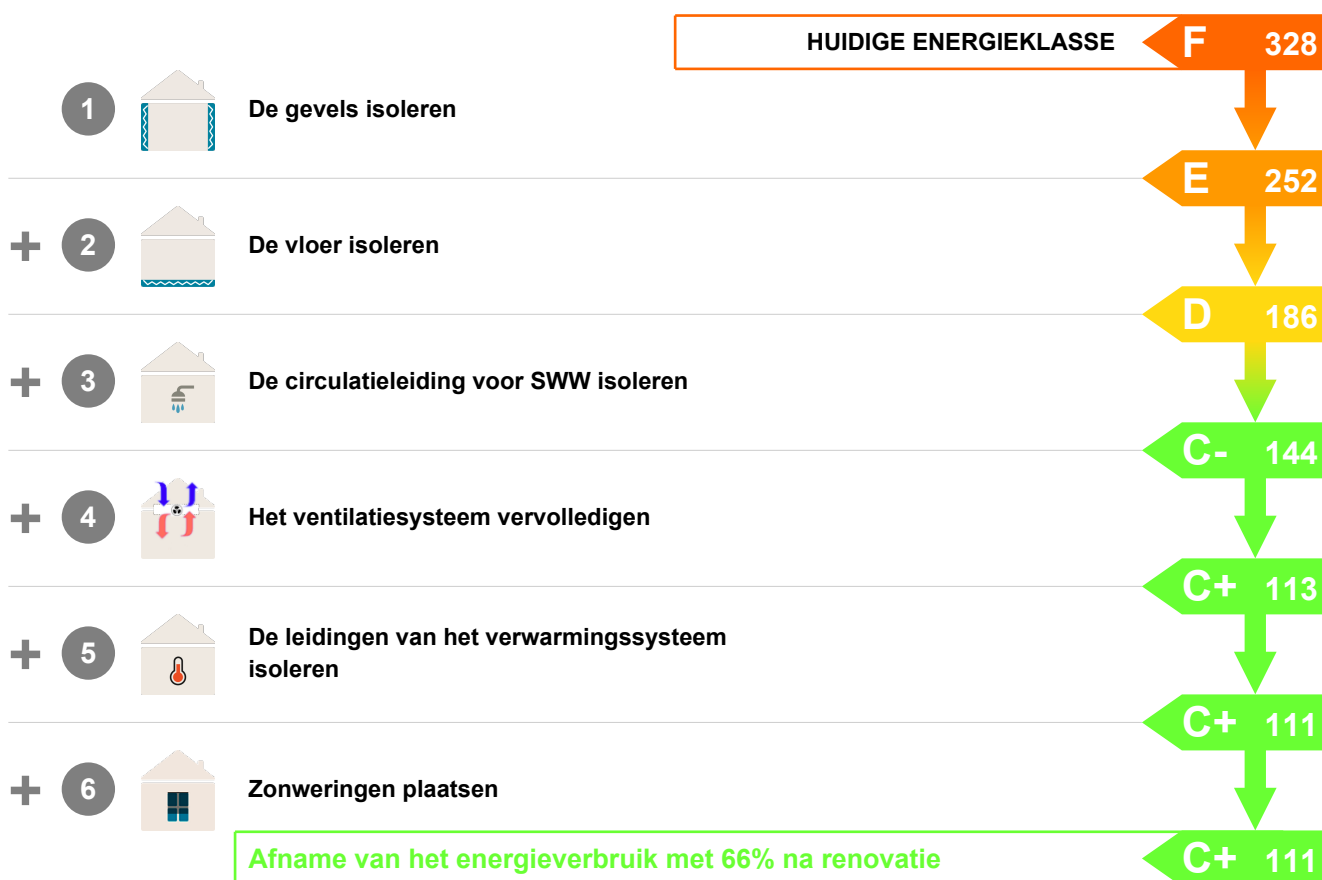 HUIDIGE ENERGIEKLASSE F 328
1 De gevels isoleren
E 252
+ 2 De vloer isoleren
D 186
+ 3 De circulatieleiding voor SWW isoleren
C- 144
+ 4 Het ventilatiesysteem vervolledigen
C+ 113
+ 5 De leidingen van het verwarmingssysteem
isoleren
C+ 111
+ 6 Zonweringen plaatsen
Afname van het energieverbruik met 66% na renovatie C+ 111